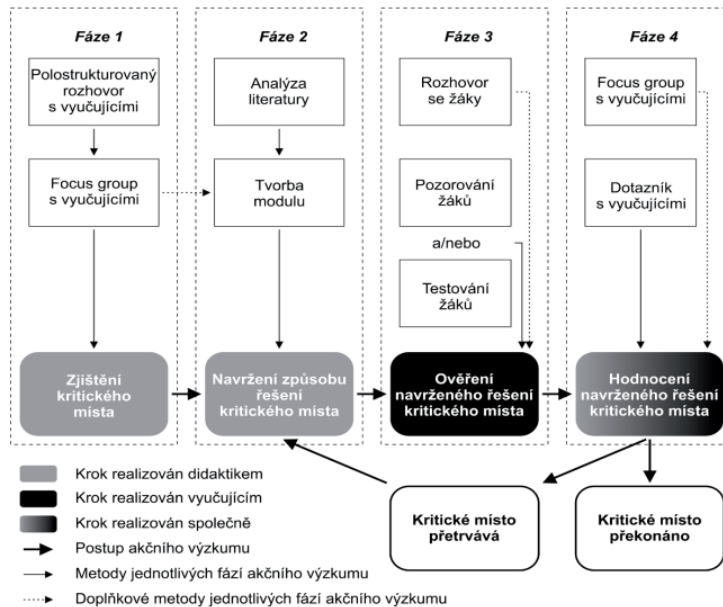 Fáze 1
Polostrukturovaný
rozhovor
s vyučujícími
Focus group
s vyučujícími
Zjištění
kritického
místa
Fáze 2
Analýza
literatury
Tvorba
modulu
Navržení způsobu
řešení
kritického místa
Fáze 3
Rozhovor
se žáky
Pozorování
žáků
a/nebo
Testování
žáků
Ověření
navrženého řešení
kritického místa
Fáze 4
Focus group
s vyučujícími
Dotazník
s vyučujícími
Hodnocení
navrženého řešení
kritického místa
Kritické místo
přetrvává
Kritické místo
překonáno
Krok realizován didaktikem
Krok realizován vyučujícím
Krok realizován společně
Postup akčního výzkumu
Metody jednotlivých fází akčního výzkumu
Doplňkové metody jednotlivých fází akčního výzkumu